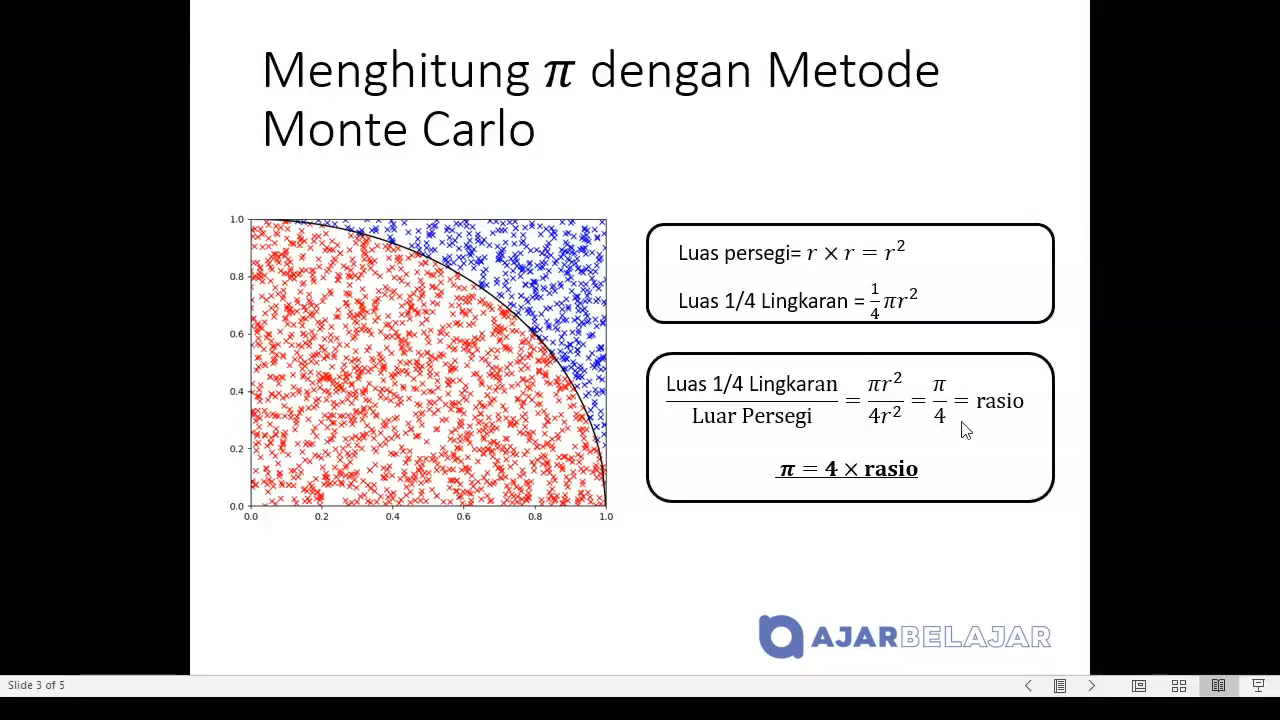 Menghitung π dengan Metode
Monte Carlo
1.0
0.8
0.6
0.4
0.2
0.0
0.0 0.2 0.4 0.6 0.8 1.0
Luas persegi= r × r = r²
Luas 1/4 Lingkaran = 1/4 πr²
Luas 1/4 Lingkaran / Luar Persegi = πr² / 4r² = π / 4 = rasio
π = 4 × rasio
AJARBELAJAR
Slide 3 of 5